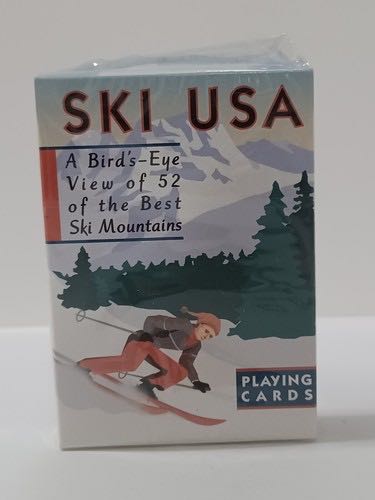 SKI USA
A Bird's-Eye
View of 52
of the Best
Ski Mountains
PLAYING
CARDS